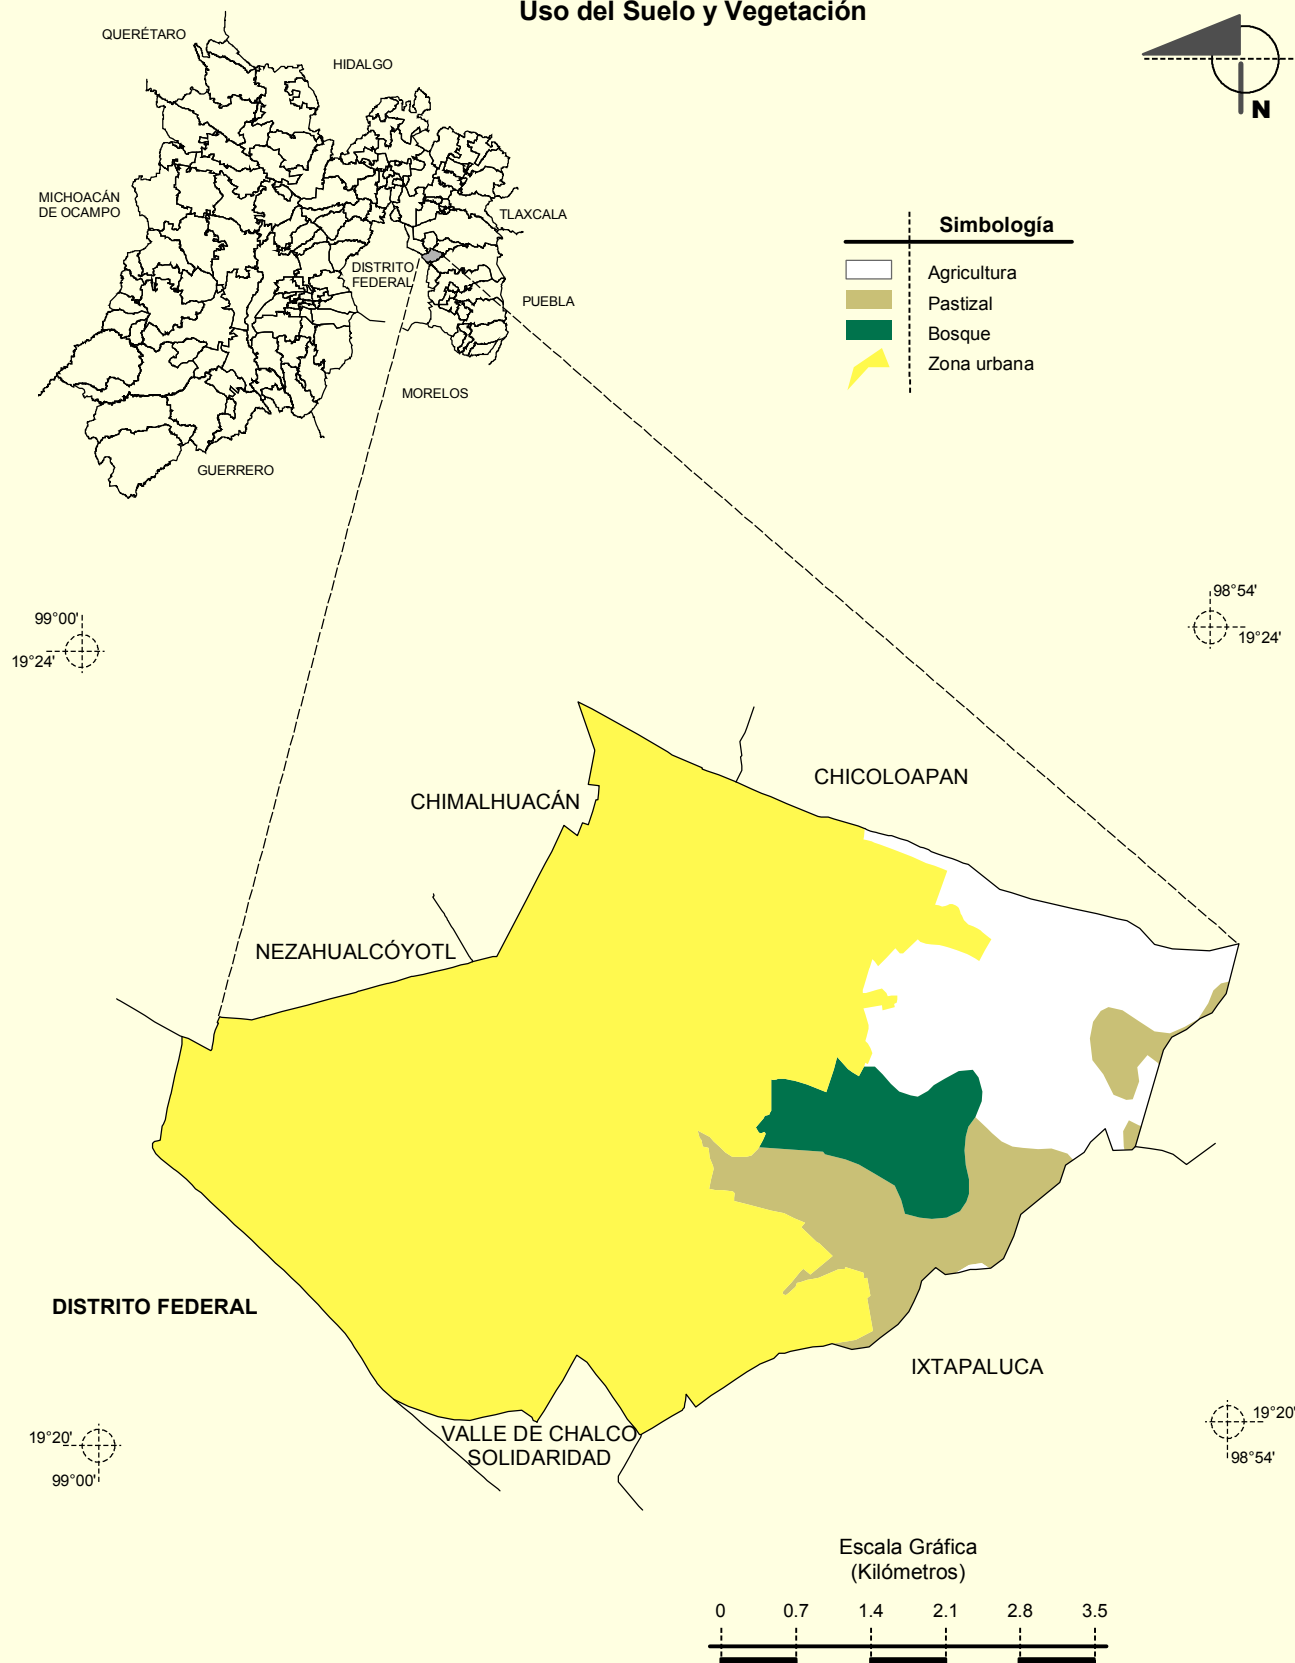 Uso del Suelo y Vegetación
QUERÉTARO
HIDALGO
N
MICHOACÁN
DE OCAMPO
TLAXCALA
DISTRITO
FEDERAL
PUEBLA
MORELOS
GUERRERO
Simbología
Agricultura
Pastizal
Bosque
Zona urbana
99°00'
19°24'
98°54'
19°24'
CHICOLOAPAN
CHIMALHUACÁN
NEZAHUALCÓYOTL
DISTRITO FEDERAL
IXTAPALUCA
VALLE DE CHALCO
SOLIDARIDAD
19°20'
99°00'
19°20'
98°54'
Escala Gráfica
(Kilómetros)
0 0.7 1.4 2.1 2.8 3.5